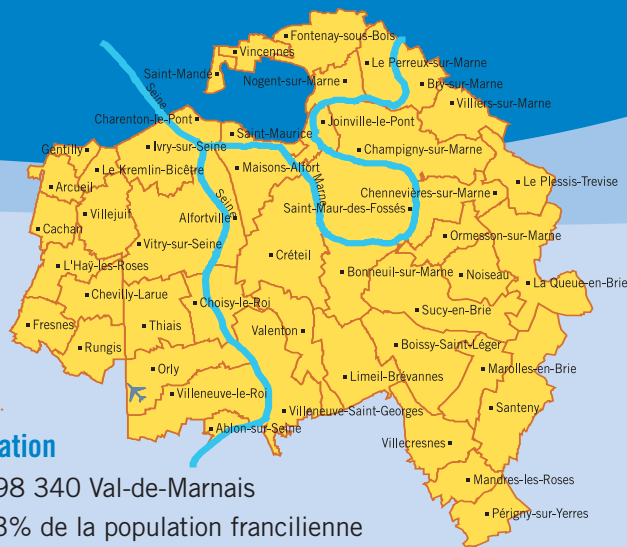 Fontenay-sous-Bois
Vincennes
Le Perreux-sur-Marne
Saint-Mandé
Nogent-sur-Marne
Bry-sur-Marne
Villiers-sur-Marne
Seine
Charenton-le-Pont
Joinville-le-Pont
Saint-Maurice
Gentilly
Ivry-sur-Seine
Champigny-sur-Marne
Le Kremlin-Bicêtre
Maisons-Alfort
Marne
Le Plessis-Trevise
Arcueil
Chennevières-sur-Marne
Seine
Villejuif
Alfortville
Saint-Maur-des-Fossés
Cachan
Ormesson-sur-Marne
Vitry-sur-Seine
Créteil
L'Haÿ-les-Roses
Bonneuil-sur-Marne
Noiseau
La Queue-en-Brie
Chevilly-Larue
Choisy-le-Roi
Sucy-en-Brie
Fresnes
Thiais
Valenton
Rungis
Boissy-Saint-Léger
Orly
Limeil-Brévannes
Marolles-en-Brie
Villeneuve-le-Roi
Villeneuve-Saint-Georges
Santeny
Ablon-sur-Seine
Villecresnes
ation
Mandres-les-Roses
98 340 Val-de-Marnais
Périgny-sur-Yerres
3% de la population francilienne